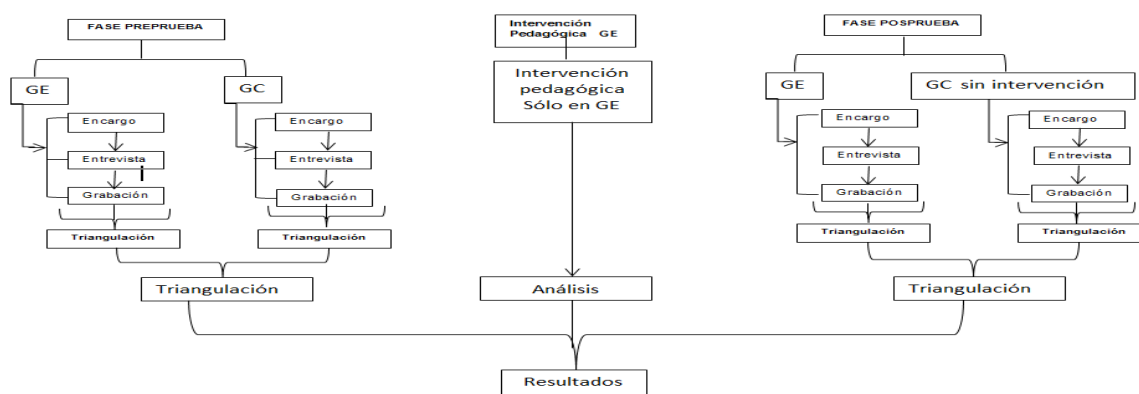 FASE PREPRUEBA
GE
GC
Encargo
Entrevista
Grabación
Triangulación
Encargo
Entrevista
Grabación
Triangulación
Triangulación
Intervención
Pedagógica GE
Intervención
pedagógica
Sólo en GE
Análisis
FASE POSPRUEBA
GE
GC sin intervención
Encargo
Entrevista
Grabación
Triangulación
Encargo
Entrevista
Grabación
Triangulación
Triangulación
Resultados